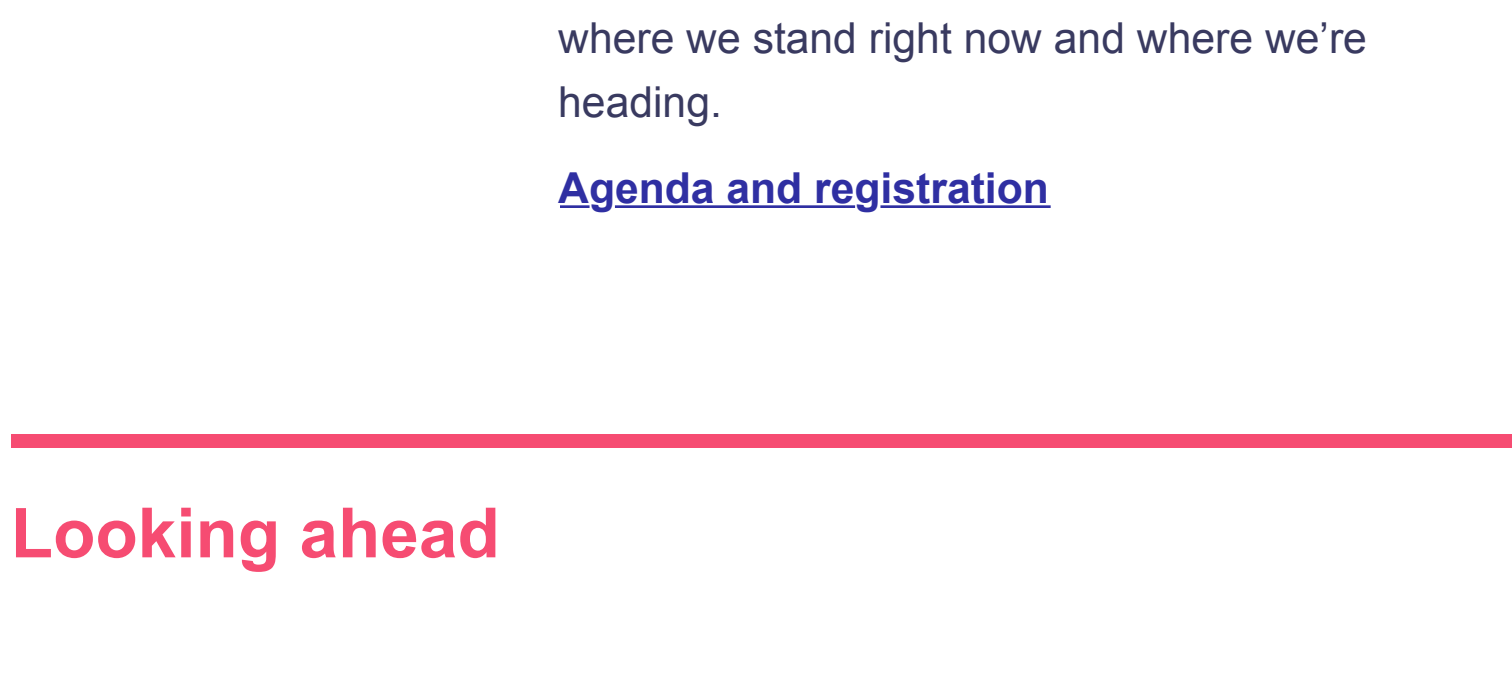 where we stand right now and where we’re
heading.
Agenda and registration
Looking ahead